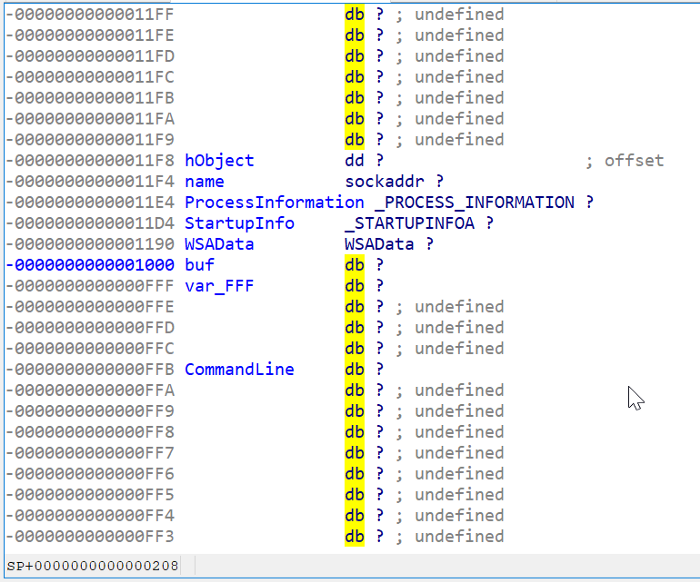 -00000000000011FF db ? ; undefined
-00000000000011FE db ? ; undefined
-00000000000011FD db ? ; undefined
-00000000000011FC db ? ; undefined
-00000000000011FB db ? ; undefined
-00000000000011FA db ? ; undefined
-00000000000011F9 db ? ; undefined
-00000000000011F8 hObject dd ? ; offset
-00000000000011F4 name sockaddr ?
-00000000000011E4 ProcessInformation _PROCESS_INFORMATION ?
-00000000000011D4 StartupInfo _STARTUPINFOA ?
-0000000000001190 WSAData WSAData ?
-0000000000001000 buf db ?
-0000000000000FFF var_FFF db ?
-0000000000000FFE db ? ; undefined
-0000000000000FFD db ? ; undefined
-0000000000000FFC db ? ; undefined
-0000000000000FFB CommandLine db ?
-0000000000000FFA db ? ; undefined
-0000000000000FF9 db ? ; undefined
-0000000000000FF8 db ? ; undefined
-0000000000000FF7 db ? ; undefined
-0000000000000FF6 db ? ; undefined
-0000000000000FF5 db ? ; undefined
-0000000000000FF4 db ? ; undefined
-0000000000000FF3 db ? ; undefined
SP+0000000000000208